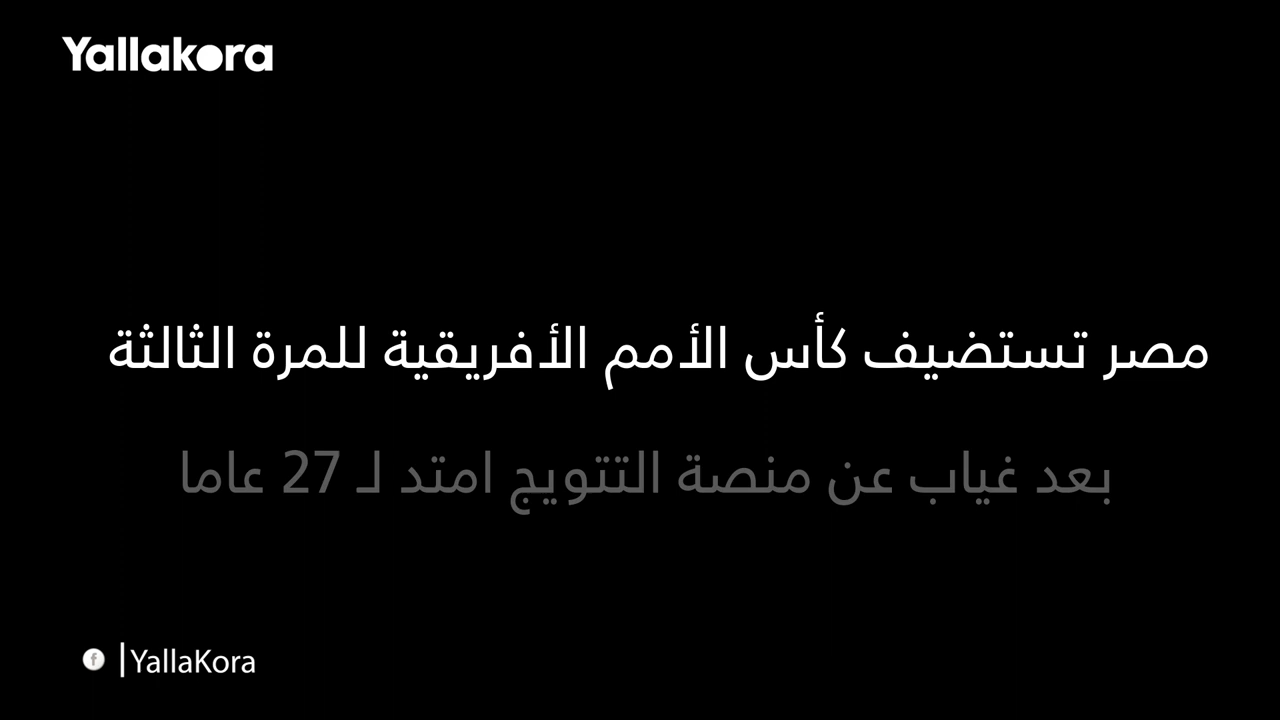 Yallakora
مصر تستضيف كأس الأمم الأفريقية للمرة الثالثة
بعد غياب عن منصة التتويج امتد لـ 27 عاما
f | YallaKora